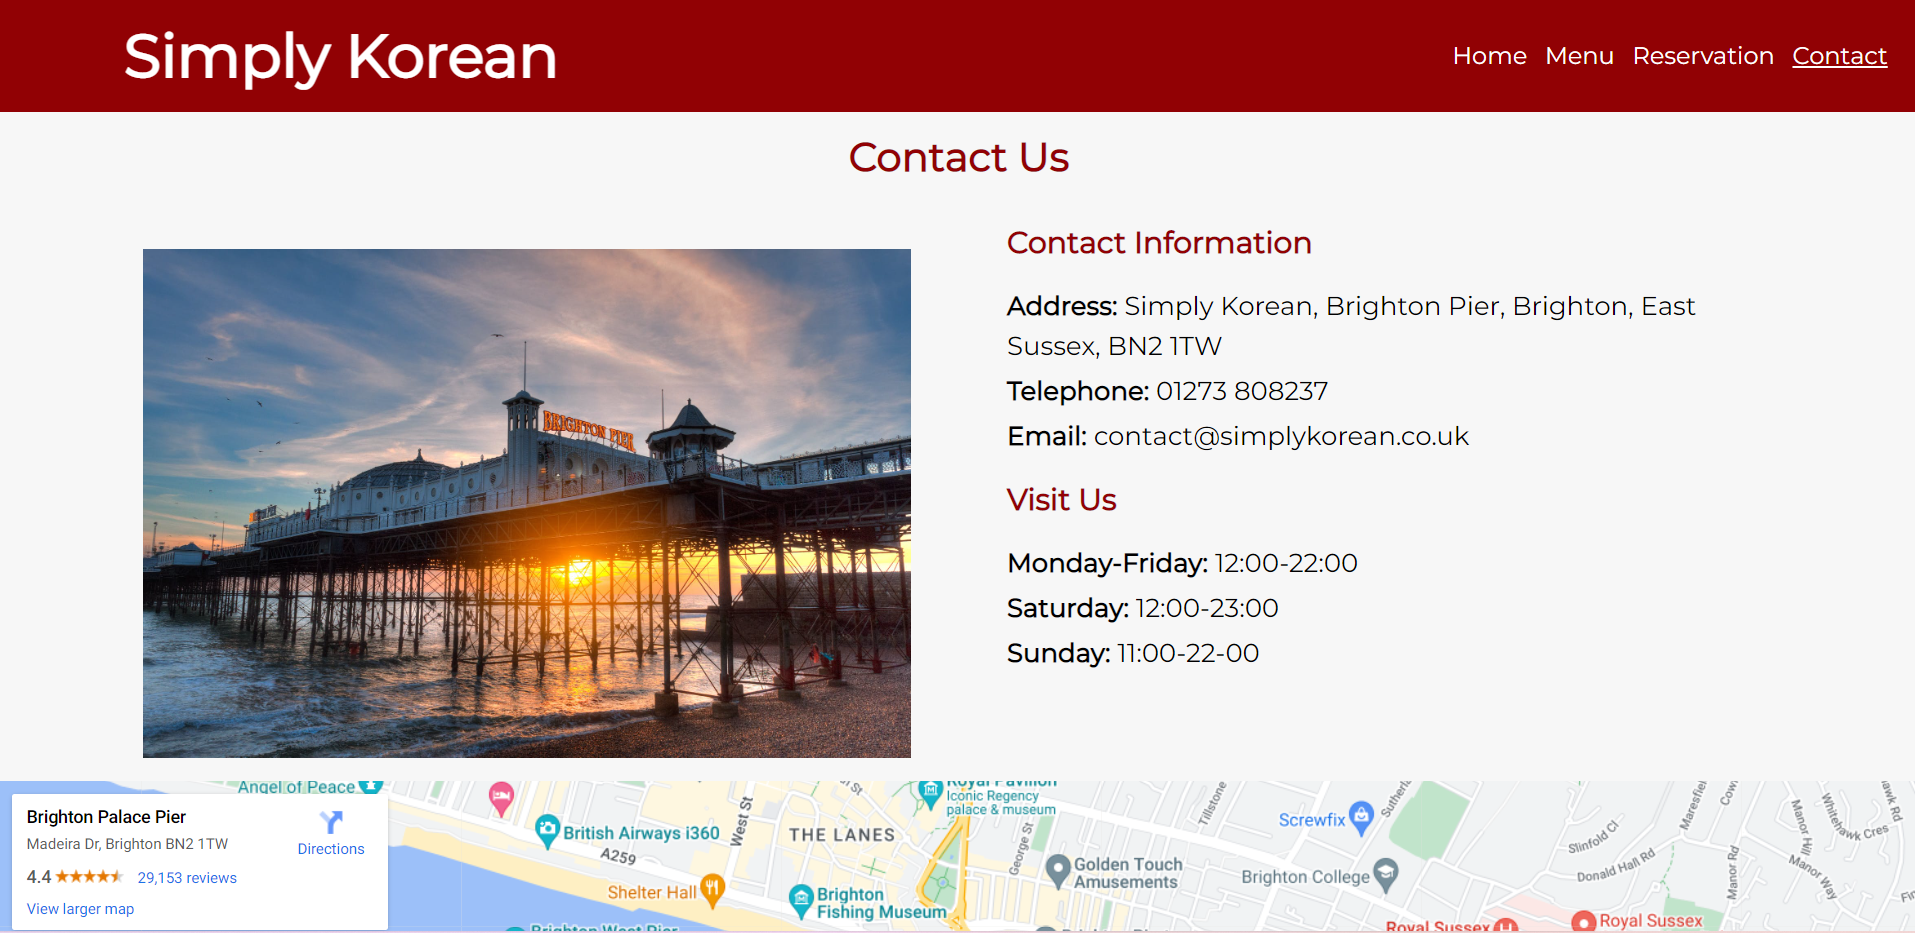 Simply Korean
Home Menu Reservation Contact
Contact Us
BRIGHTON PIER
Contact Information
Address: Simply Korean, Brighton Pier, Brighton, East
Sussex, BN2 1TW
Telephone: 01273 808237
Email: contact@simplykorean.co.uk
Visit Us
Monday-Friday: 12:00-22:00
Saturday: 12:00-23:00
Sunday: 11:00-22-00
Brighton Palace Pier
Madeira Dr, Brighton BN2 1TW
Directions
4.4 29,153 reviews
View larger map
Angel of Peace
British Airways i360
A259
West St
Shelter Hall
THE LANES
Royal Pavilion
Iconic Regency
palace & museum
Brighton
Fishing Museum
Brighton West Pier
George St
Golden Touch
Amusements
Tillstone
Screwfix
Brighton College
Royal Sussex
Royal Sussex
Slinfold Cl
Donald Hall Rd
Manor Rd
Manor Hill
Manor Way
Whitehawk Cres